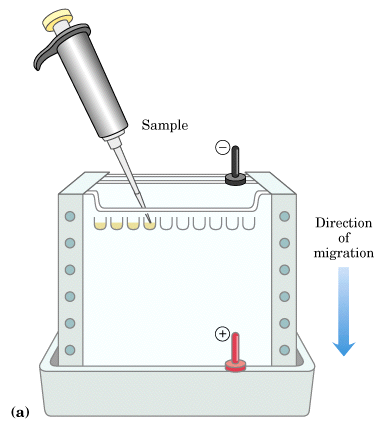 Sample
−
Direction
of
migration
+
(a)